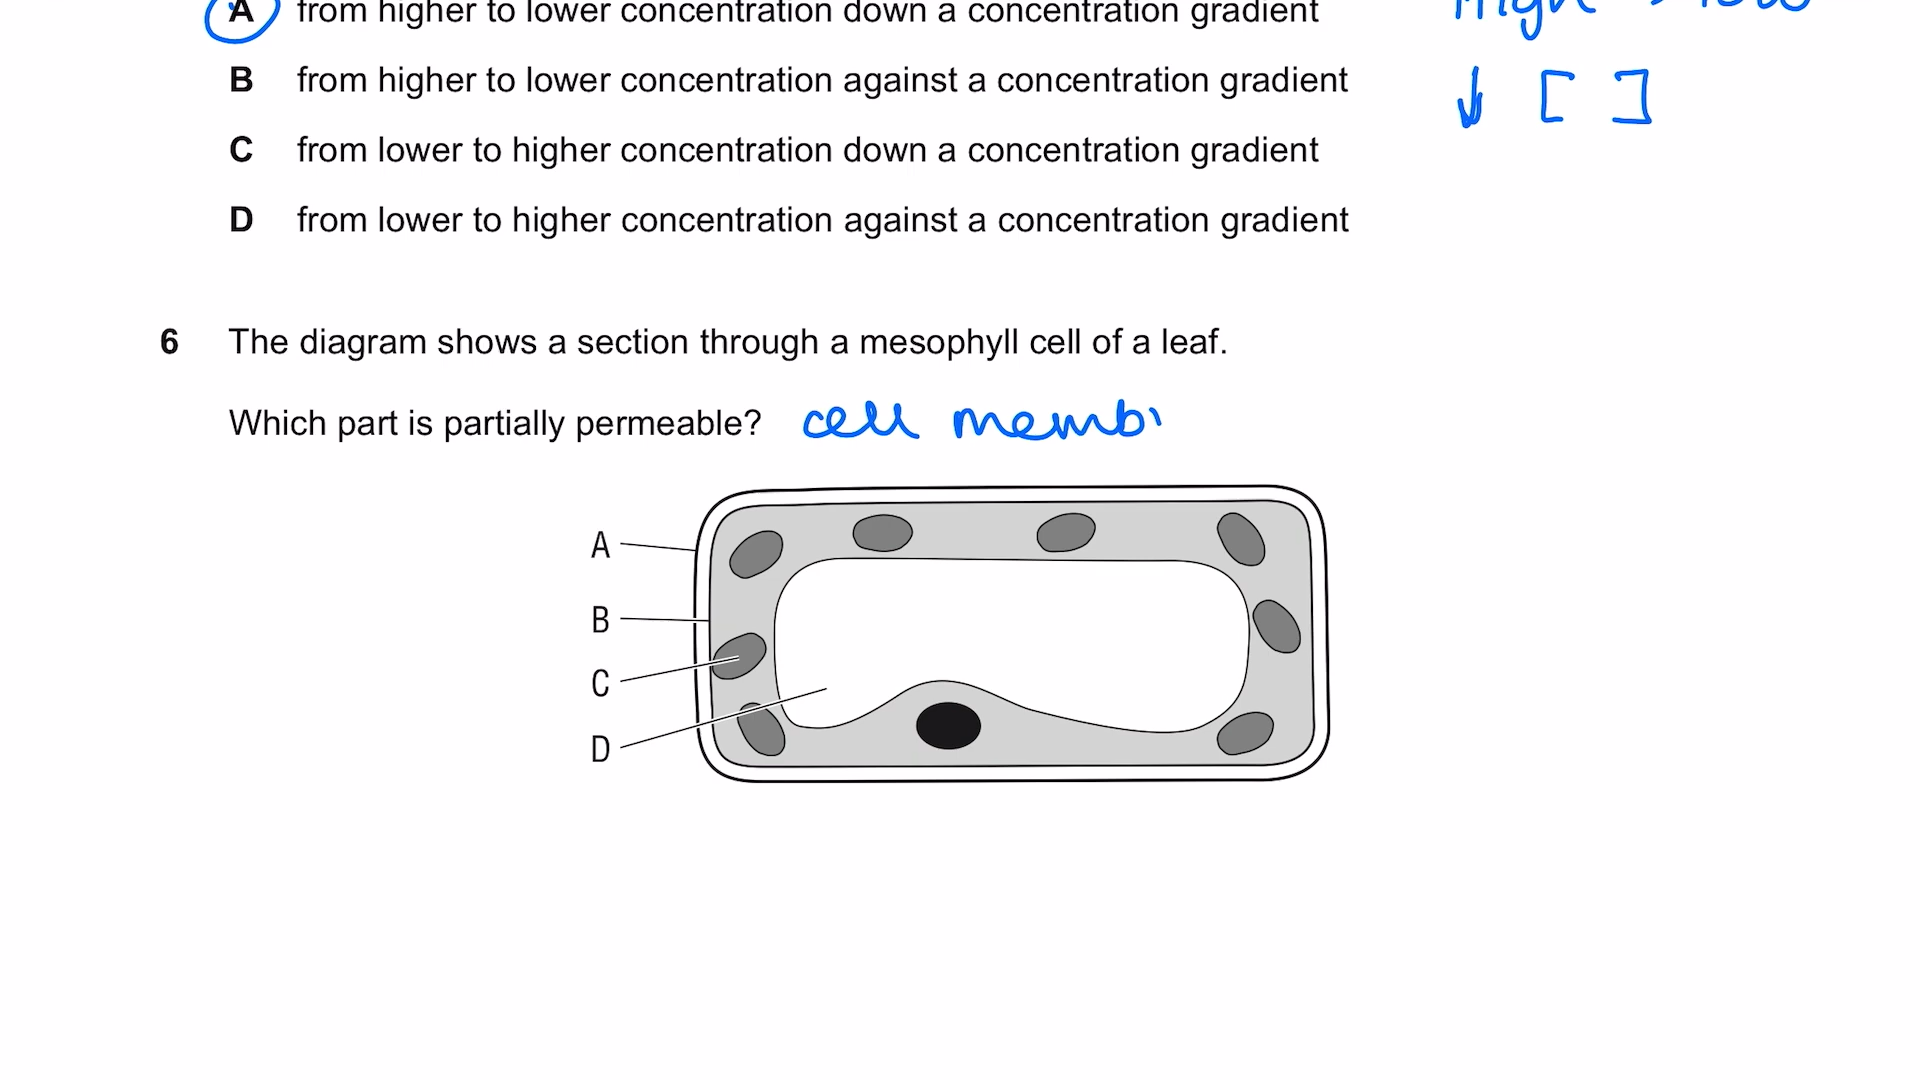 A from higher to lower concentration down a concentration gradient High → low
B from higher to lower concentration against a concentration gradient ↓ [ ]
C from lower to higher concentration down a concentration gradient
D from lower to higher concentration against a concentration gradient
6 The diagram shows a section through a mesophyll cell of a leaf.
Which part is partially permeable? cell memb
A
B
C
D